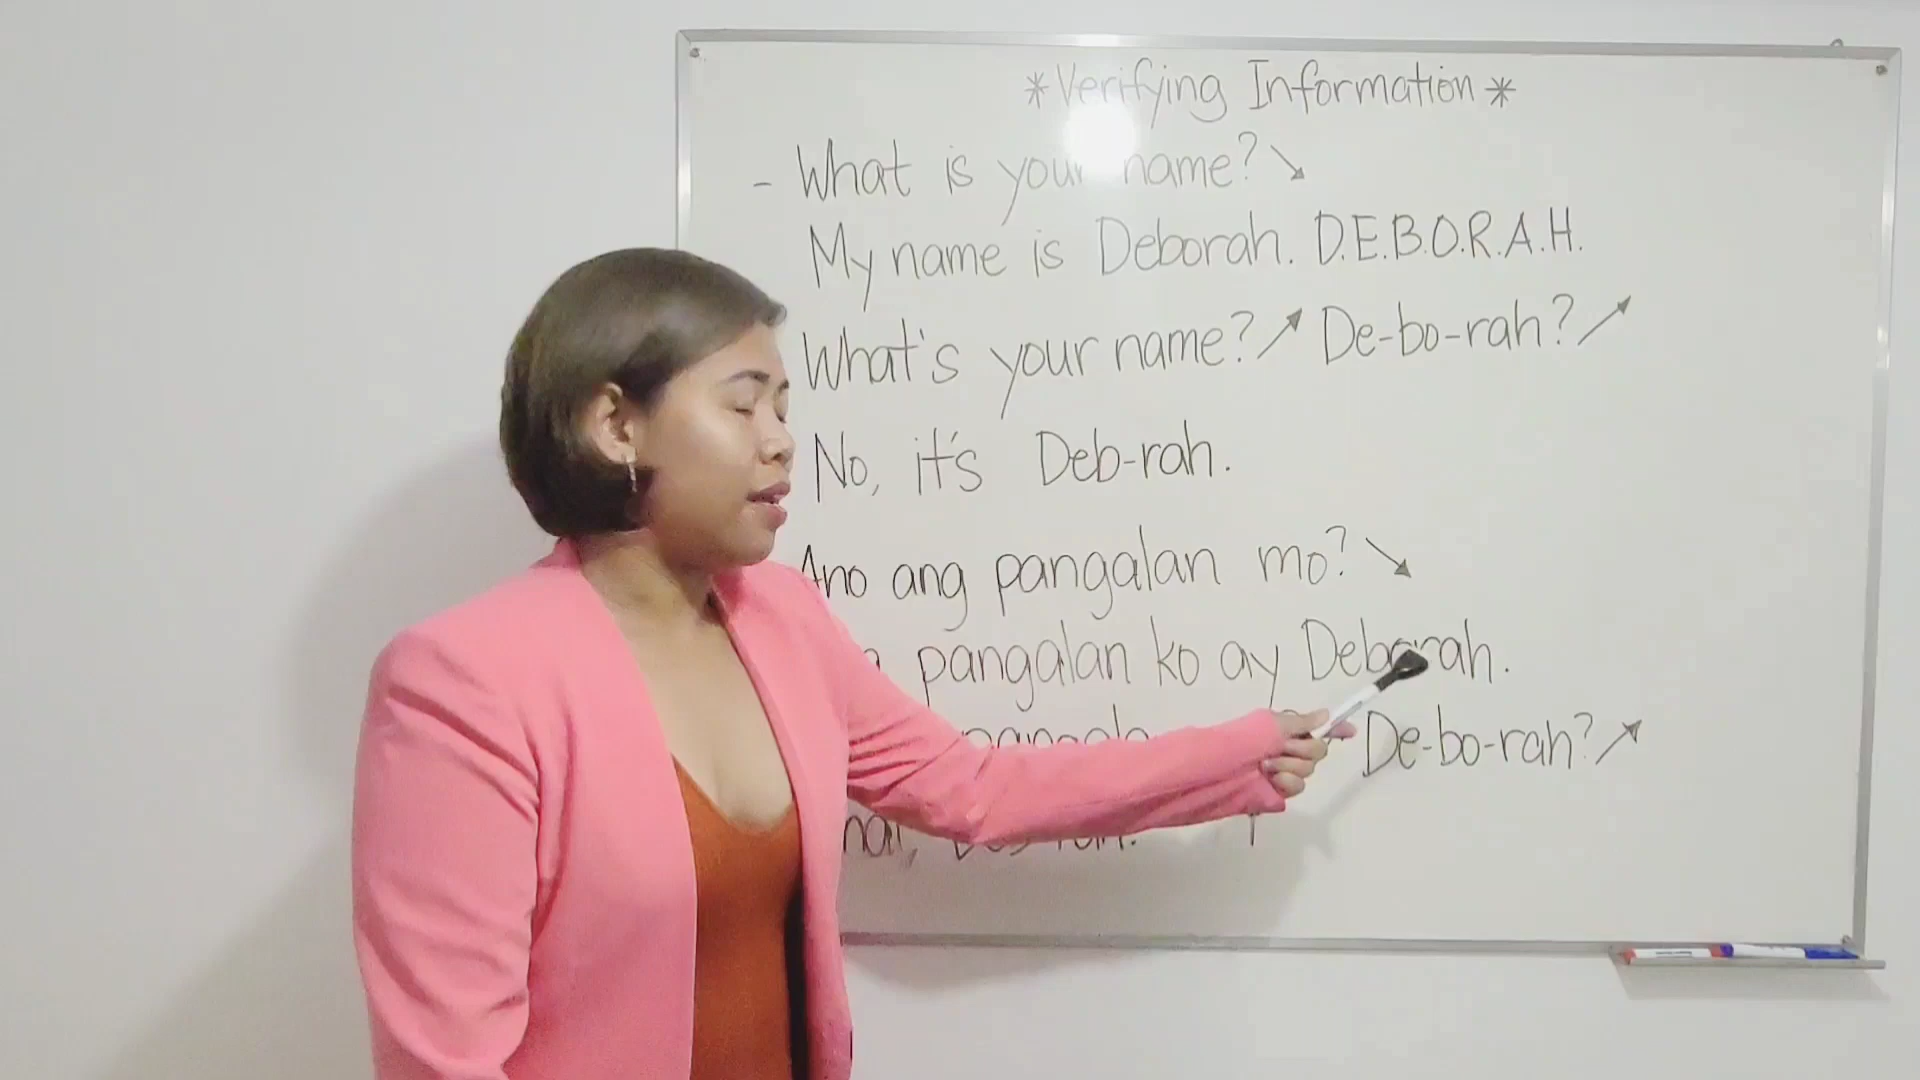 *Verifying Information*
- What is your name? ↘
My name is Deborah. D.E.B.O.R.A.H.
What's your name? ↗ De-bo-rah? ↗
No, it's Deb-rah.
Ano ang pangalan mo? ↘
pangalan ko ay Deborah.
De-bo-rah? ↗